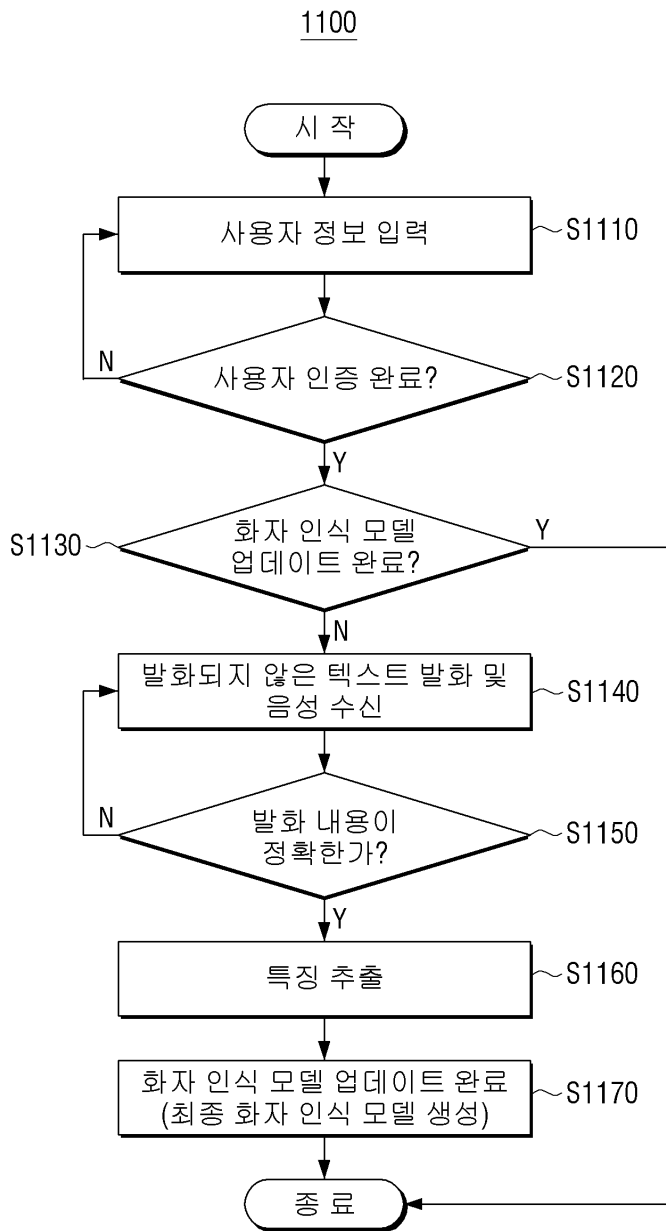 1100
시 작
사용자 정보 입력
S1110
N
사용자 인증 완료?
S1120
Y
S1130
화자 인식 모델
업데이트 완료?
Y
N
발화되지 않은 텍스트 발화 및
음성 수신
S1140
N
발화 내용이
정확한가?
S1150
Y
특징 추출
S1160
화자 인식 모델 업데이트 완료
(최종 화자 인식 모델 생성)
S1170
종 료